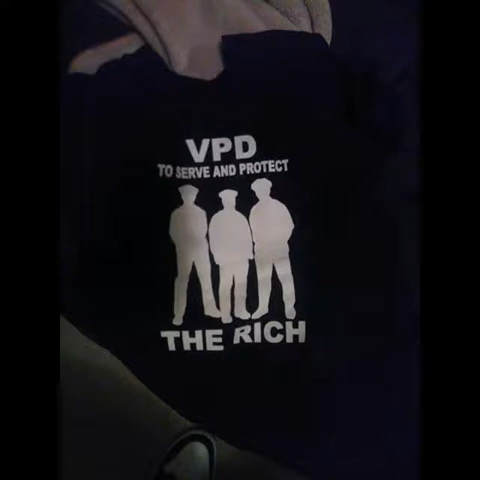 VPD
TO SERVE AND PROTECT
THE RICH